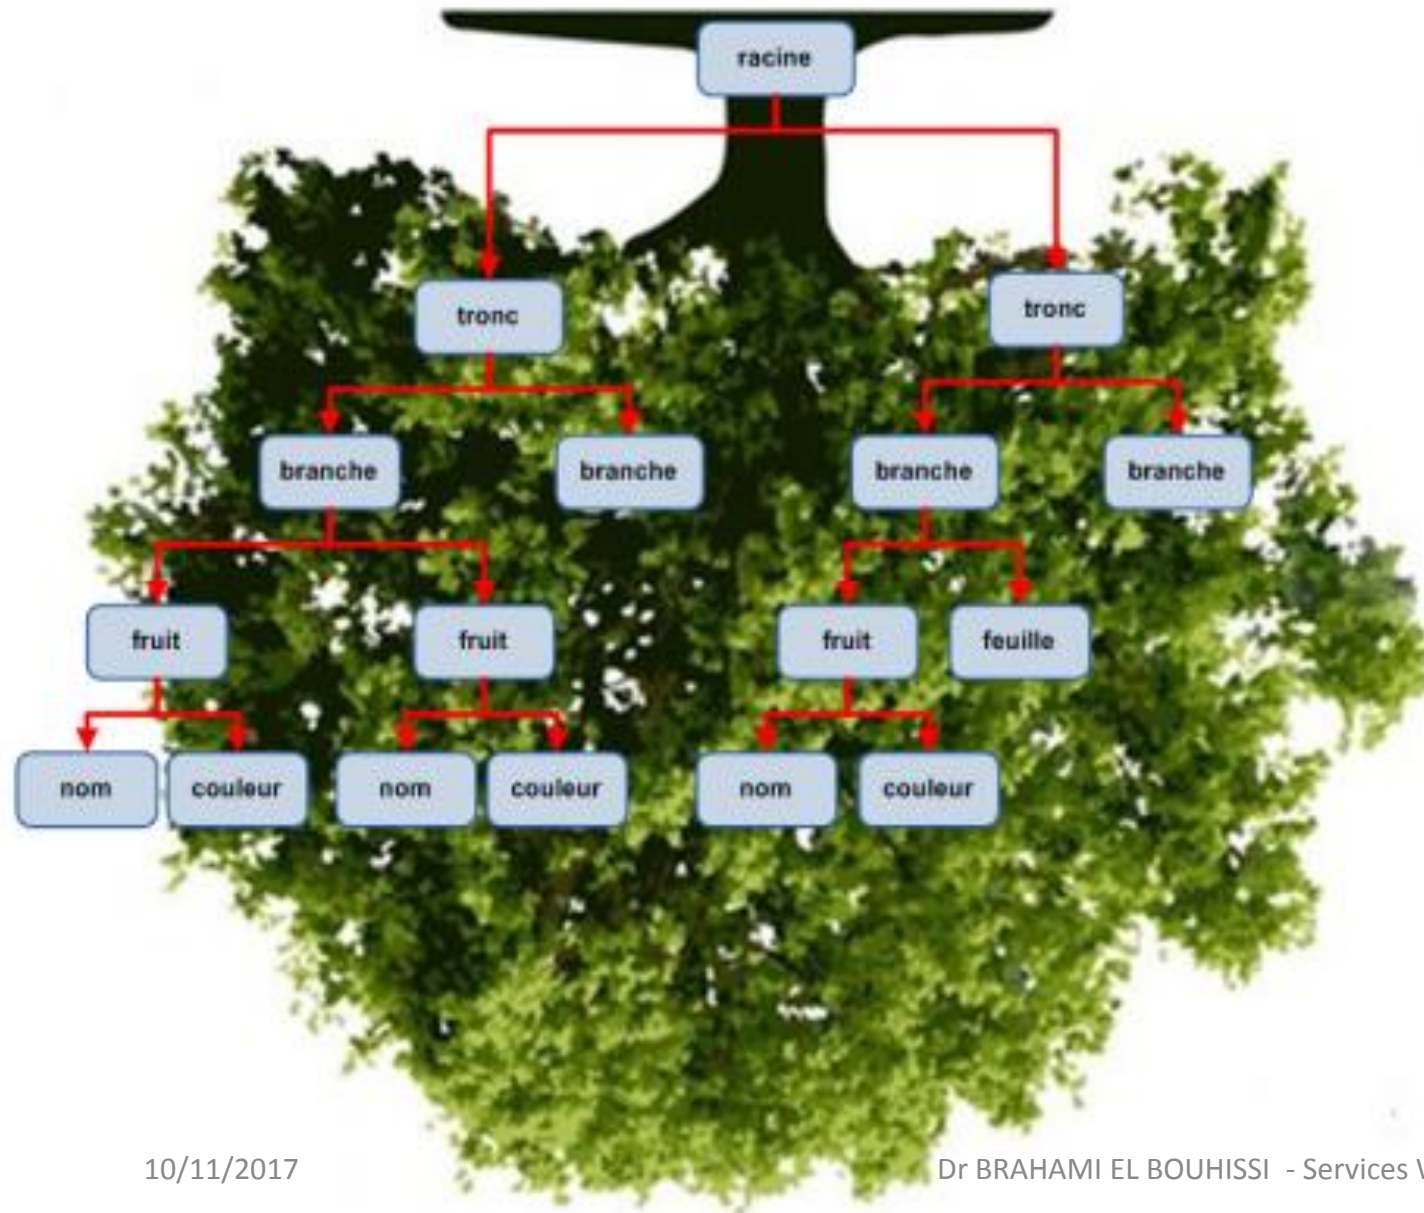 racine
tronc tronc
branche branche branche branche
fruit fruit fruit feuille
nom couleur nom couleur nom couleur
10/11/2017 Dr BRAHAMI EL BOUHISSI - Services